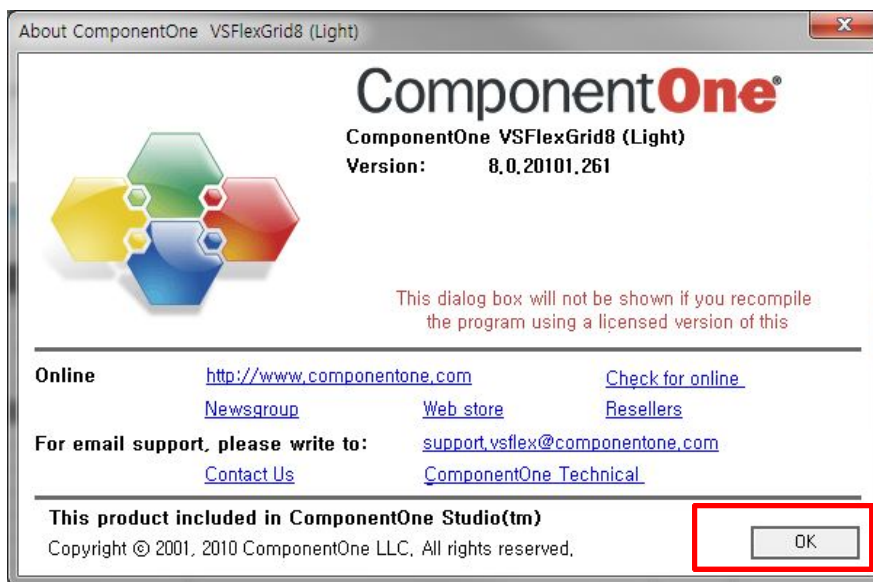 About ComponentOne VSFlexGrid8 (Light)
ComponentOne®
ComponentOne VSFlexGrid8 (Light)
Version: 8.0.20101.261
This dialog box will not be shown if you recompile
the program using a licensed version of this
Online http://www.componentone.com Check for online
Newsgroup Web store Resellers
For email support, please write to: support.vsflex@componentone.com
Contact Us ComponentOne Technical
This product included in ComponentOne Studio(tm)
Copyright © 2001, 2010 ComponentOne LLC, All rights reserved.
OK